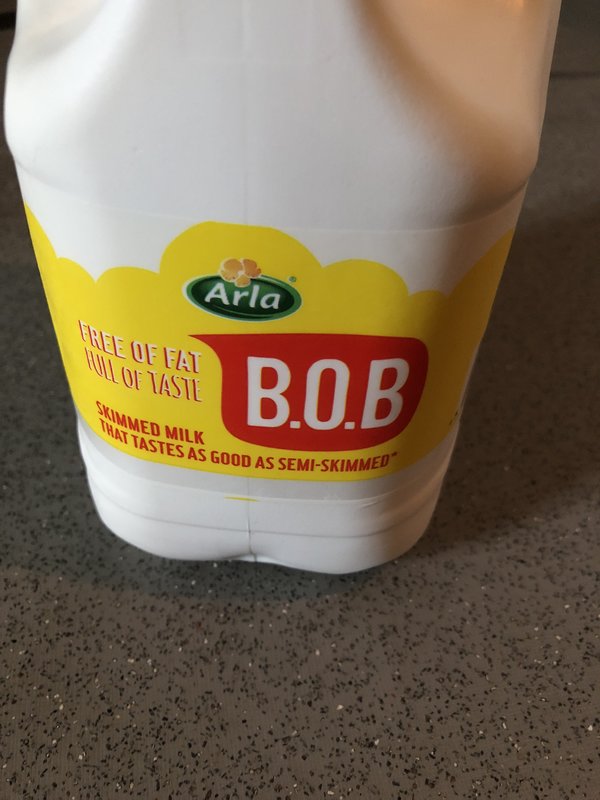 Arla®
FREE OF FAT
FULL OF TASTE
B.O.B
SKIMMED MILK
THAT TASTES AS GOOD AS SEMI-SKIMMED*